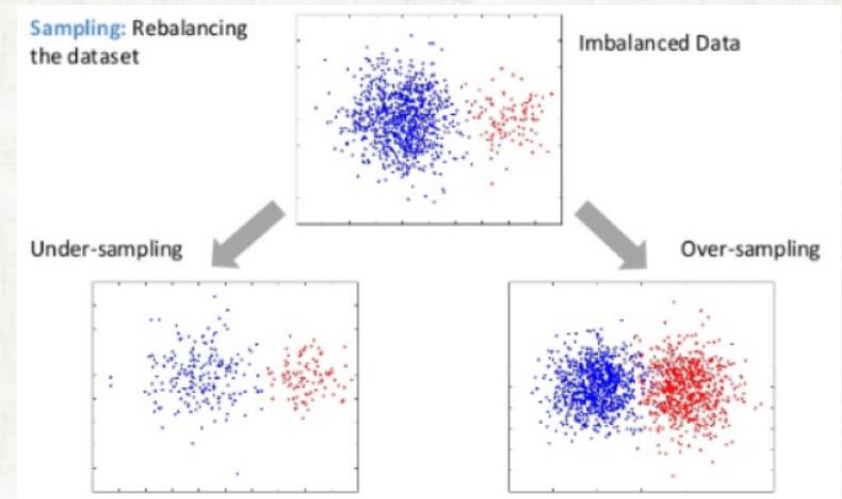 Sampling: Rebalancing
the dataset
Imbalanced Data
Under-sampling
Over-sampling